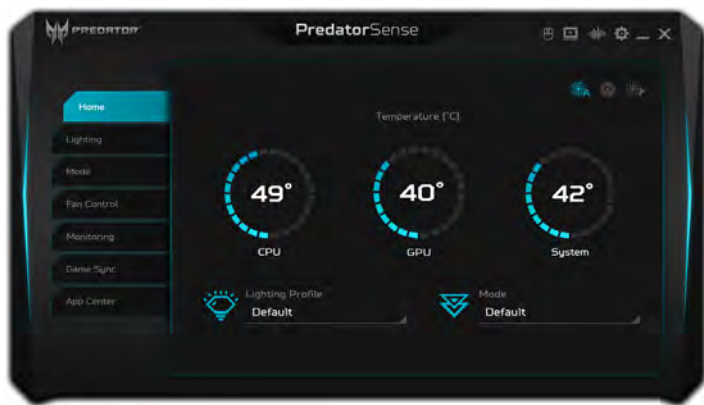 PREDATOR
PredatorSense
Home
Lighting
Mode
Fan Control
Monitoring
Game Sync
App Center
Temperature (°C)
49° 40° 42°
CPU GPU System
Lighting Profile Mode
Default Default